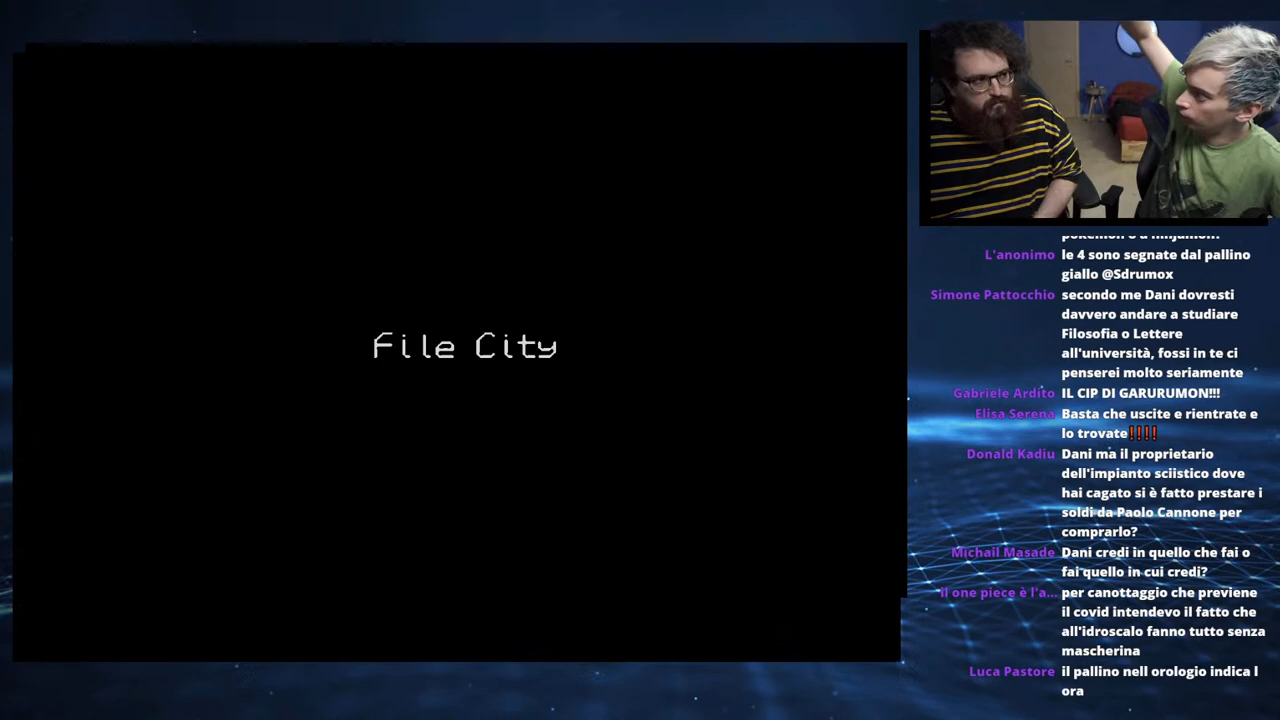 File City
L'anonimo
le 4 sono segnate dal pallino
giallo @Sdrumox
Simone Pattocchio
secondo me Dani dovresti
davvero andare a studiare
Filosofia o Lettere
all'università, fossi in te ci
penserei molto seriamente
Gabriele Ardito
IL CIP DI GARURUMON!!!
Elisa Serena
Basta che uscite e rientrate e
lo trovate❗❗❗❗
Donald Kadiu
Dani ma il proprietario
dell'impianto sciistico dove
hai cagato si è fatto prestare i
soldi da Paolo Cannone per
comprarlo?
Michail Masade
Dani credi in quello che fai o
fai quello in cui credi?
Il one piece è l'a...
per canottaggio che previene
il covid intendevo il fatto che
all'idroscalo fanno tutto senza
mascherina
Luca Pastore
il pallino nell orologio indica l
ora